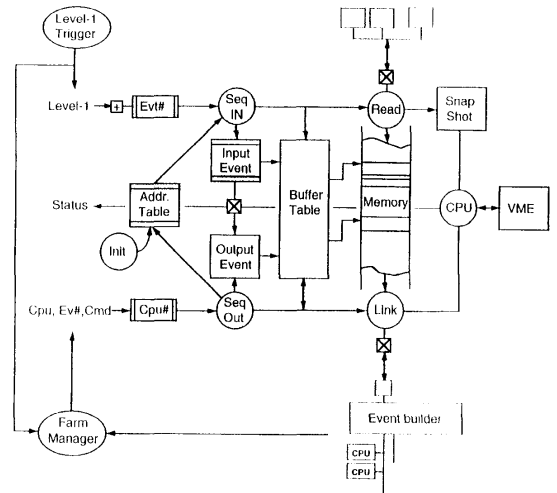 Level-1
Trigger
Level-1
+
Evt#
Seq
IN
Read
Snap
Shot
Input
Event
Buffer
Table
Memory
Status
Addr.
Table
CPU
VME
Init
Output
Event
Cpu, Ev#,Cmd
Cpu#
Seq
Out
Link
Farm
Manager
Event builder
CPU
CPU